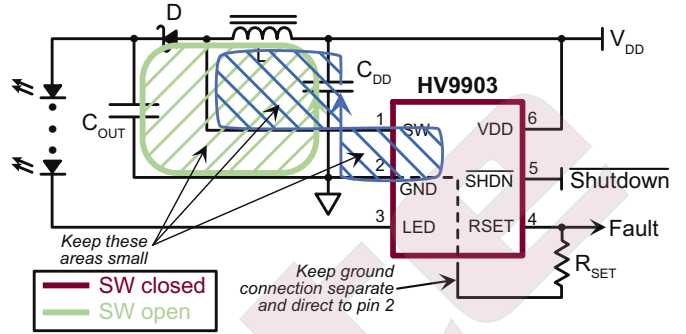 D
L
V_DD
C_DD
HV9903
C_OUT
1
SW
VDD
6
2
GND
SHDN
5
Shutdown
3
LED
RSET
4
Fault
R_SET
Keep these
areas small
Keep ground
connection separate
and direct to pin 2
SW closed
SW open